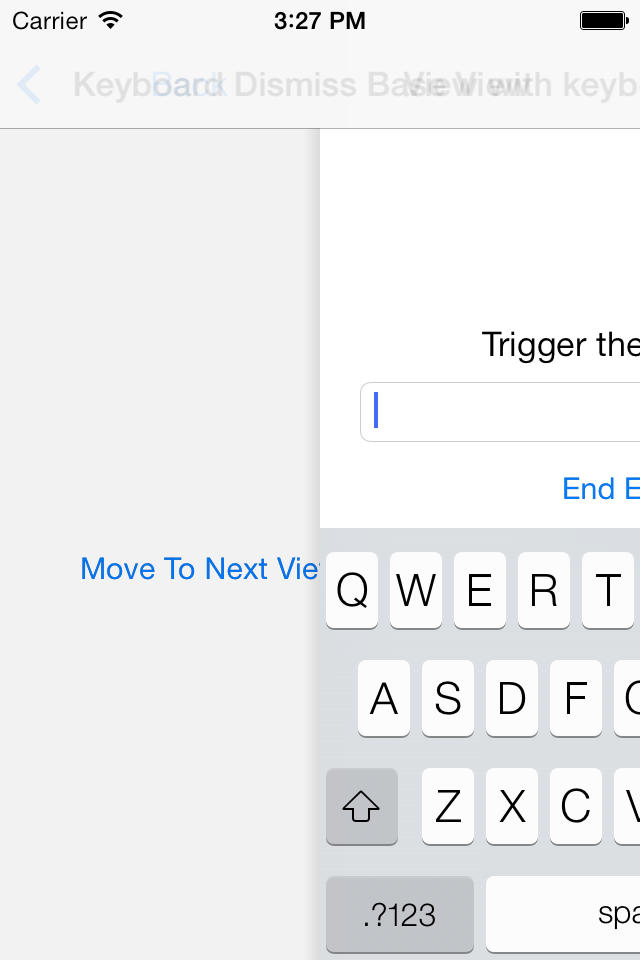 Carrier 3:27 PM
Keyboard Dismiss Base View
Back
View with keyb
Trigger the
End E
Move To Next Vie
Q W E R T
A S D F
Z X C V
.?123 spa